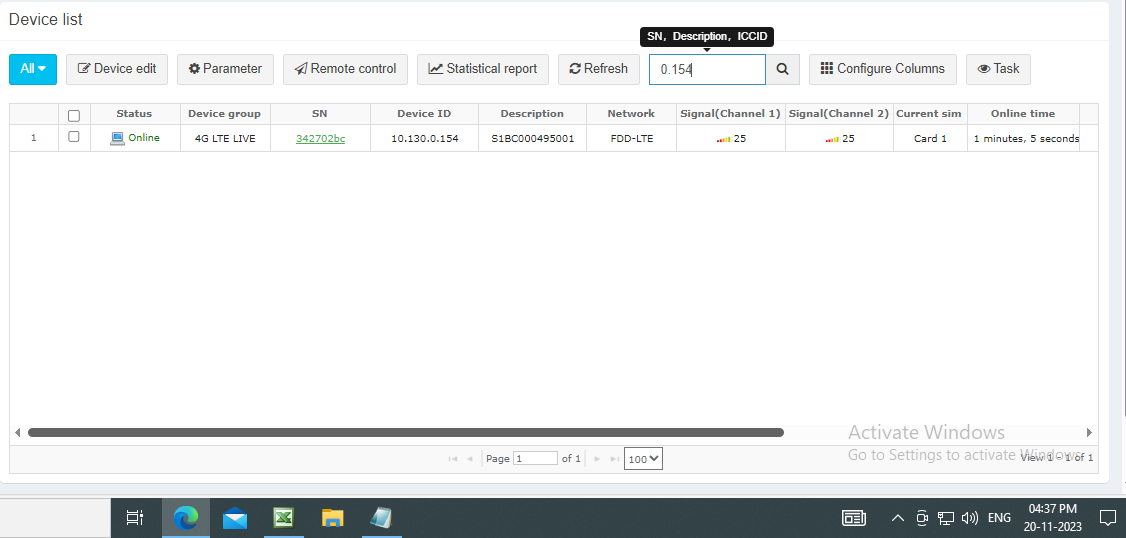 Device list
SN, Description, ICCID
All Device edit Parameter Remote control Statistical report Refresh 0.154 Configure Columns Task
Status Device group SN Device ID Description Network Signal(Channel 1) Signal(Channel 2) Current sim Online time
1 Online 4G LTE LIVE 342702bc 10.130.0.154 S1BC000495001 FDD-LTE 25 25 Card 1 1 minutes, 5 seconds
Activate Windows
Go to Settings to activate Windows.
Page 1 of 1 100 View 1 - 1 of 1
ENG 04:37 PM
20-11-2023